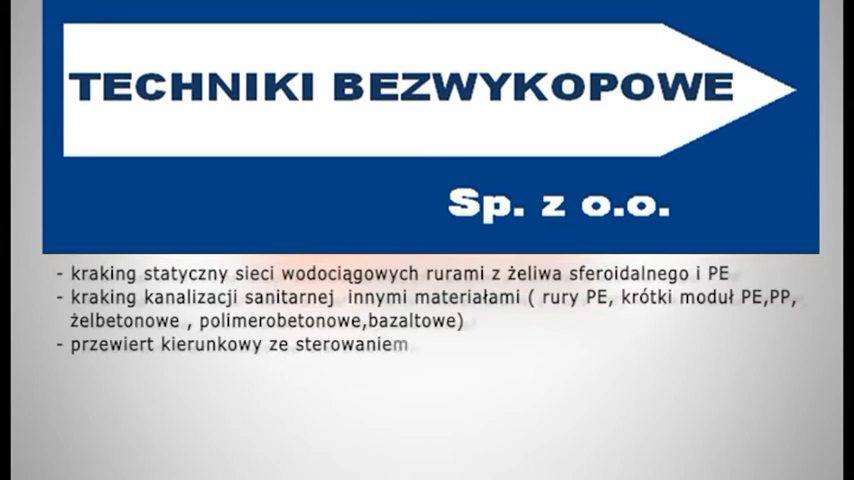 TECHNIKI BEZWYKOPOWE
Sp. z o.o.
- kraking statyczny sieci wodociągowych rurami z żeliwa sferoidalnego i PE
- kraking kanalizacji sanitarnej innymi materiałami ( rury PE, krótki moduł PE,PP,
żelbetonowe , polimerobetonowe,bazaltowe)
- przewiert kierunkowy ze sterowaniem